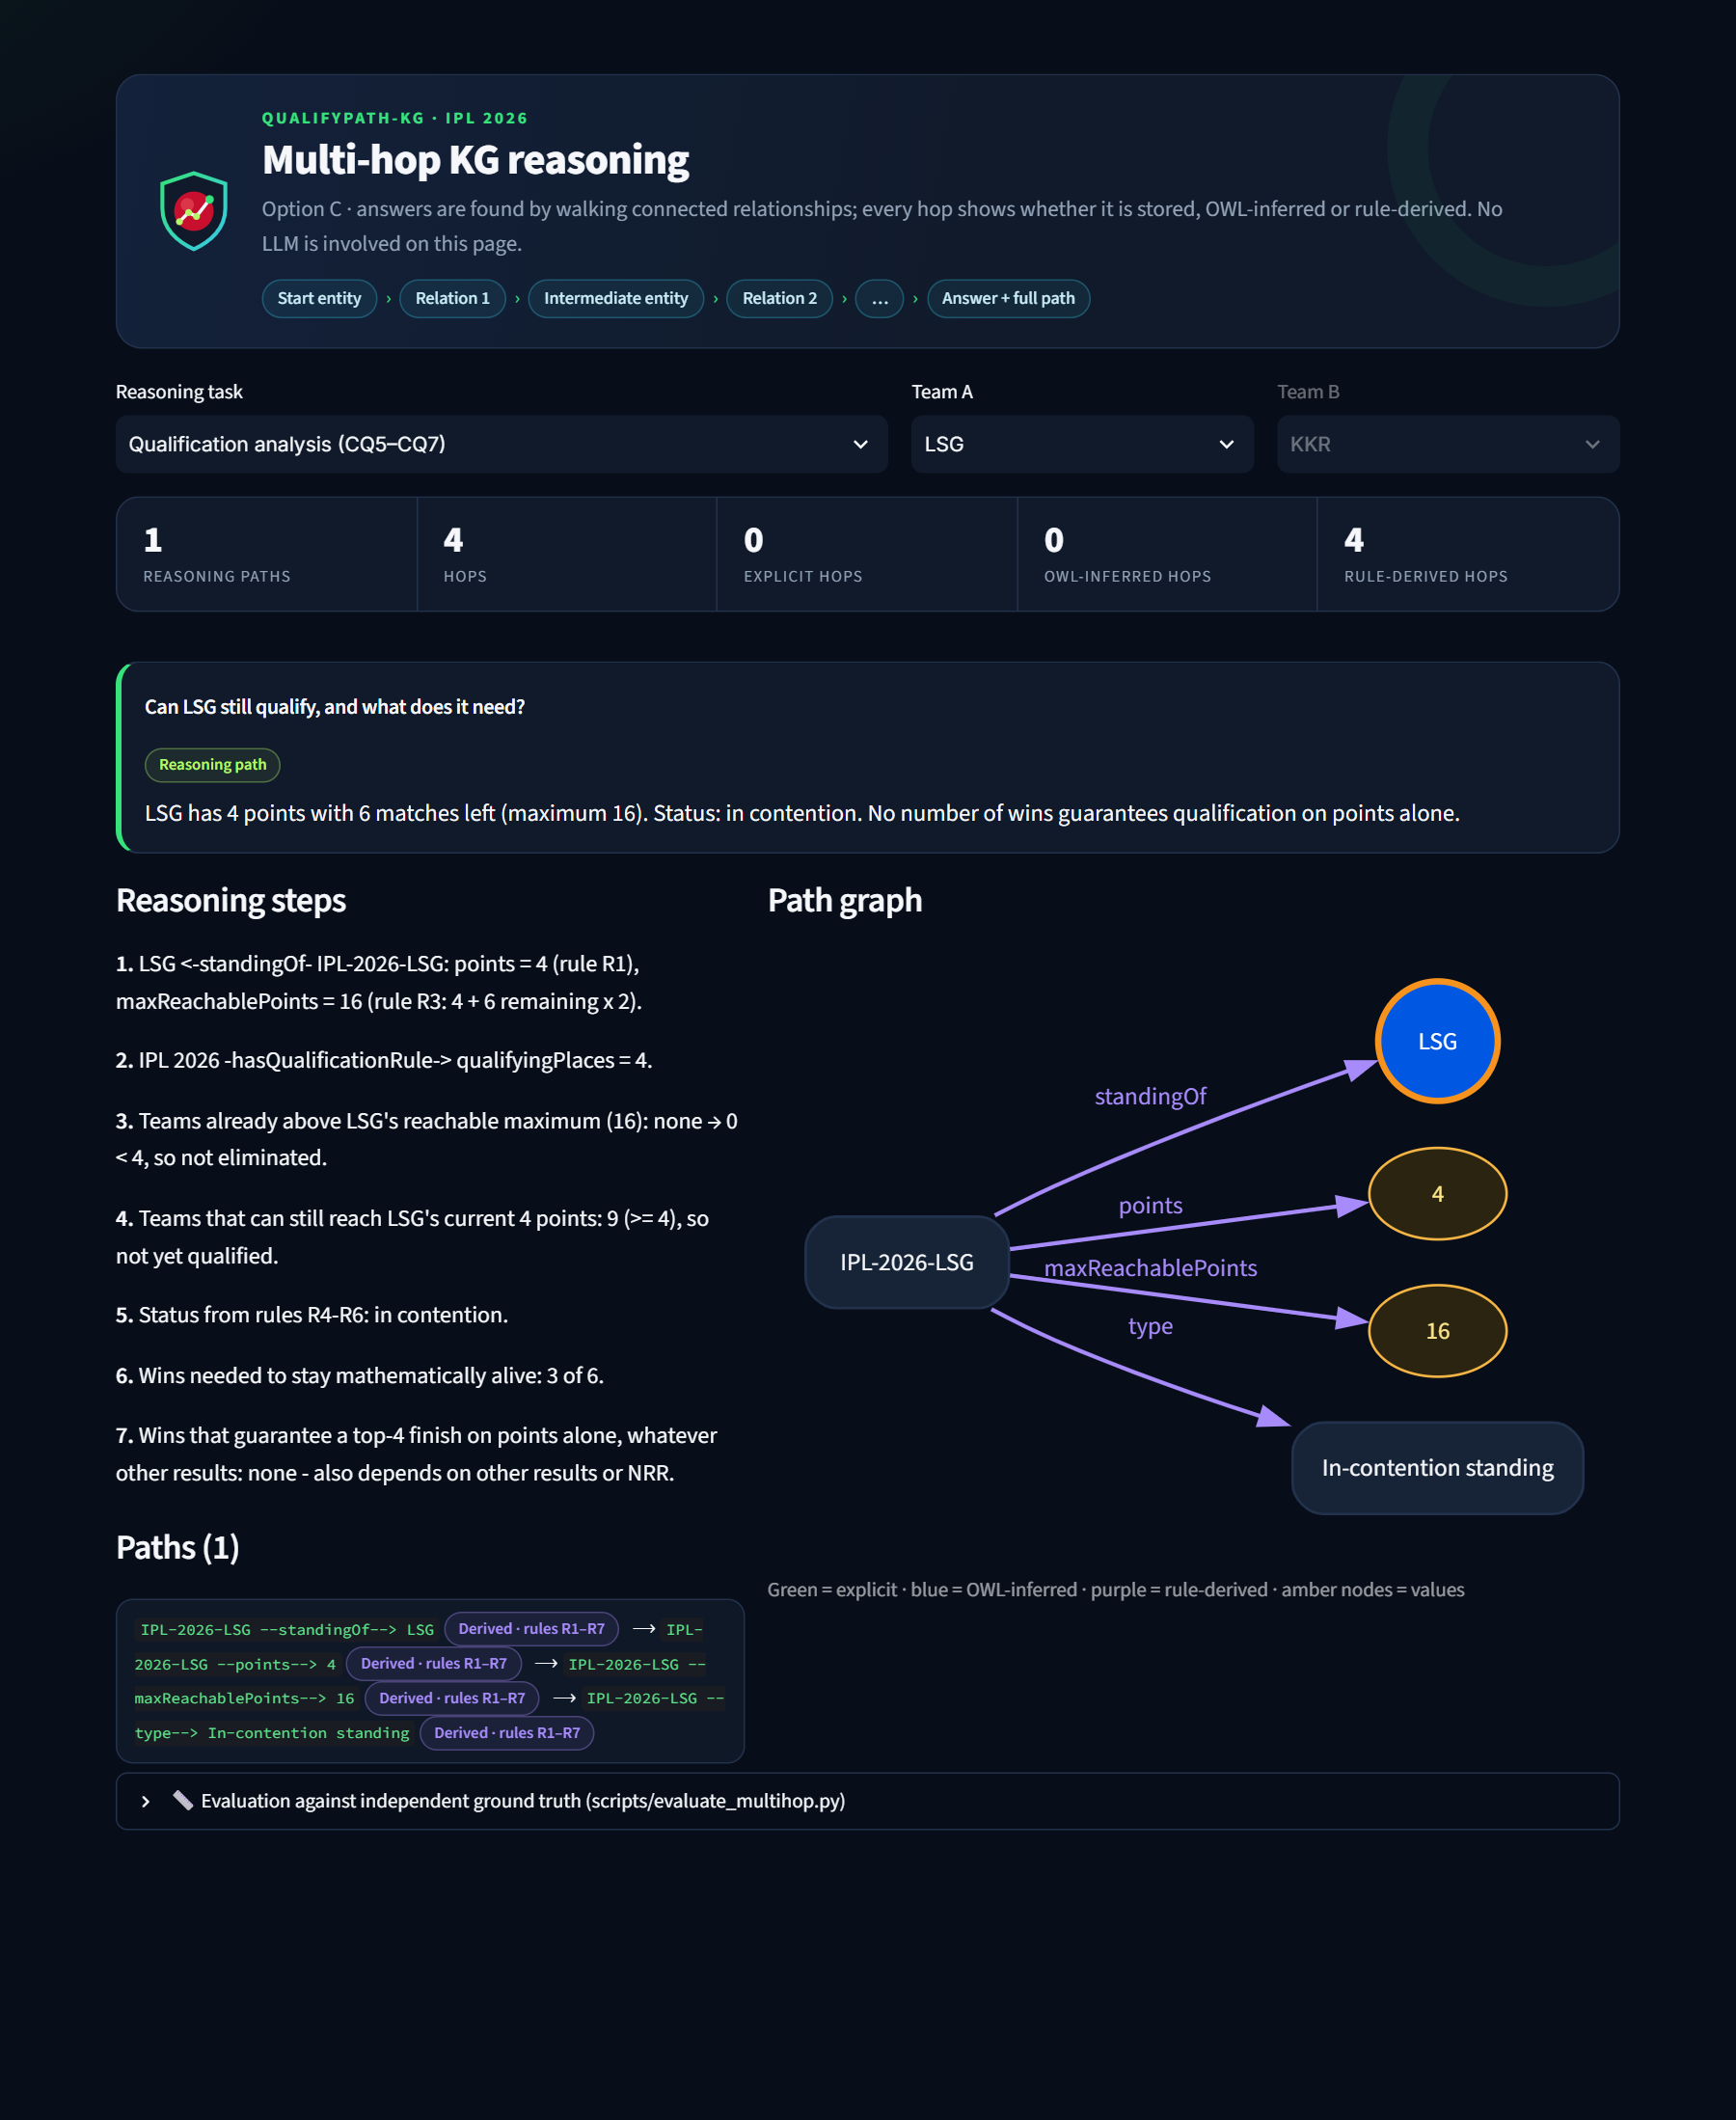 QUALIFYPATH-KG · IPL 2026
Multi-hop KG reasoning
Option C · answers are found by walking connected relationships; every hop shows whether it is stored, OWL-inferred or rule-derived. No
LLM is involved on this page.
Start entity › Relation 1 › Intermediate entity › Relation 2 › ... › Answer + full path
Reasoning task
Team A
Team B
Qualification analysis (CQ5–CQ7)
LSG
KKR
1
REASONING PATHS
4
HOPS
0
EXPLICIT HOPS
0
OWL-INFERRED HOPS
4
RULE-DERIVED HOPS
Can LSG still qualify, and what does it need?
Reasoning path
LSG has 4 points with 6 matches left (maximum 16). Status: in contention. No number of wins guarantees qualification on points alone.
Reasoning steps
1. LSG <-standingOf- IPL-2026-LSG: points = 4 (rule R1),
maxReachablePoints = 16 (rule R3: 4 + 6 remaining x 2).
2. IPL 2026 -hasQualificationRule-> qualifyingPlaces = 4.
3. Teams already above LSG's reachable maximum (16): none → 0
< 4, so not eliminated.
4. Teams that can still reach LSG's current 4 points: 9 (>= 4), so
not yet qualified.
5. Status from rules R4-R6: in contention.
6. Wins needed to stay mathematically alive: 3 of 6.
7. Wins that guarantee a top-4 finish on points alone, whatever
other results: none - also depends on other results or NRR.
Path graph
LSG
standingOf
points
4
IPL-2026-LSG
maxReachablePoints
type
16
In-contention standing
Green = explicit · blue = OWL-inferred · purple = rule-derived · amber nodes = values
Paths (1)
IPL-2026-LSG --standingOf--> LSG Derived · rules R1–R7 ⟶ IPL-
2026-LSG --points--> 4 Derived · rules R1–R7 ⟶ IPL-2026-LSG --
maxReachablePoints--> 16 Derived · rules R1–R7 ⟶ IPL-2026-LSG --
type--> In-contention standing Derived · rules R1–R7
Evaluation against independent ground truth (scripts/evaluate_multihop.py)